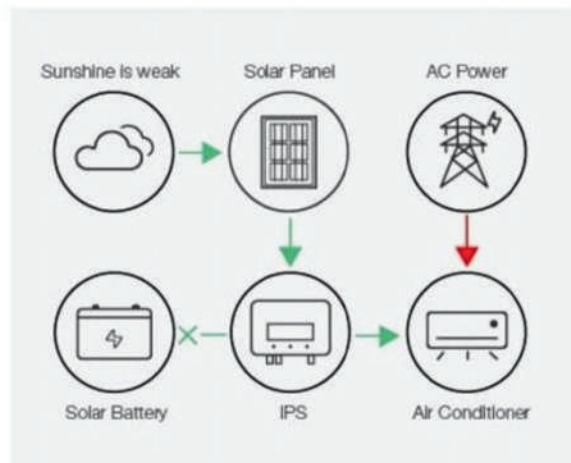 Sunshine is weak
Solar Panel
AC Power
Solar Battery
IPS
Air Conditioner